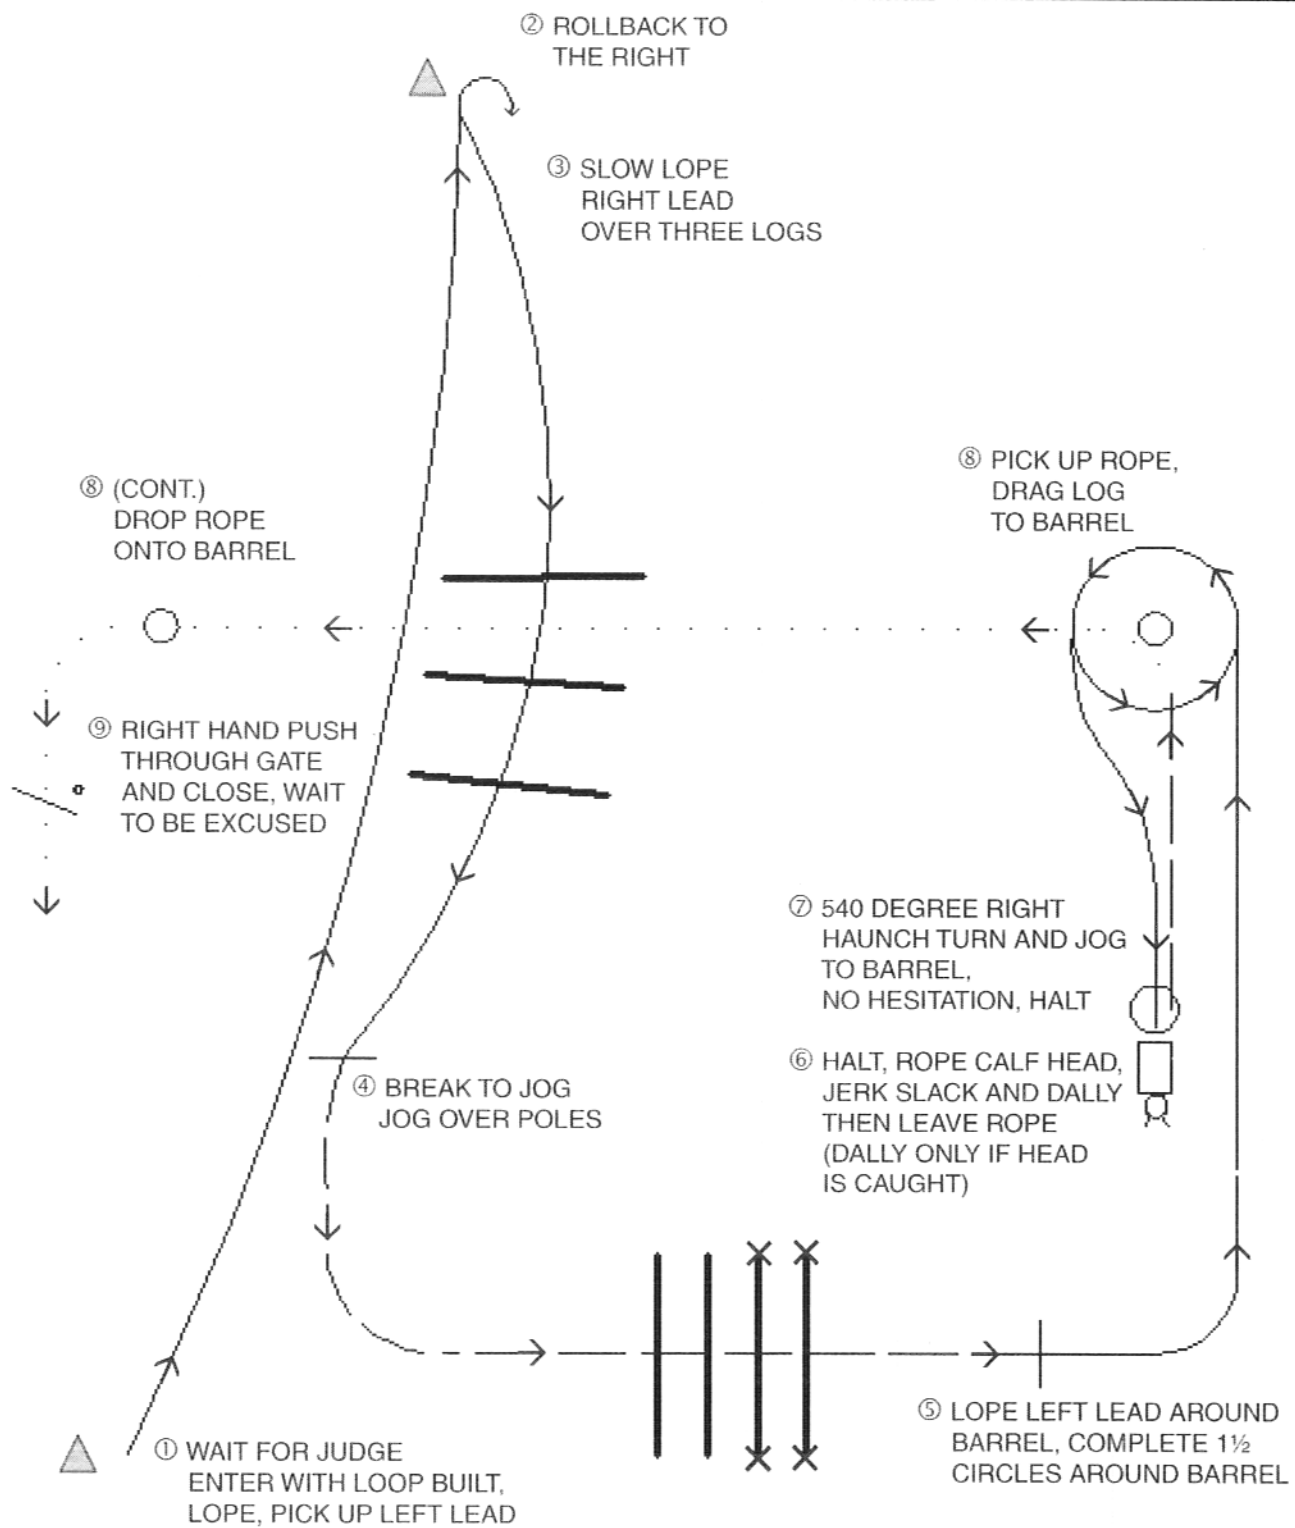 ② ROLLBACK TO
THE RIGHT
③ SLOW LOPE
RIGHT LEAD
OVER THREE LOGS
⑧ (CONT.)
DROP ROPE
ONTO BARREL
⑧ PICK UP ROPE,
DRAG LOG
TO BARREL
⑨ RIGHT HAND PUSH
THROUGH GATE
AND CLOSE, WAIT
TO BE EXCUSED
⑦ 540 DEGREE RIGHT
HAUNCH TURN AND JOG
TO BARREL,
NO HESITATION, HALT
⑥ HALT, ROPE CALF HEAD,
JERK SLACK AND DALLY
THEN LEAVE ROPE
(DALLY ONLY IF HEAD
IS CAUGHT)
④ BREAK TO JOG
JOG OVER POLES
⑤ LOPE LEFT LEAD AROUND
BARREL, COMPLETE 1½
CIRCLES AROUND BARREL
① WAIT FOR JUDGE
ENTER WITH LOOP BUILT,
LOPE, PICK UP LEFT LEAD